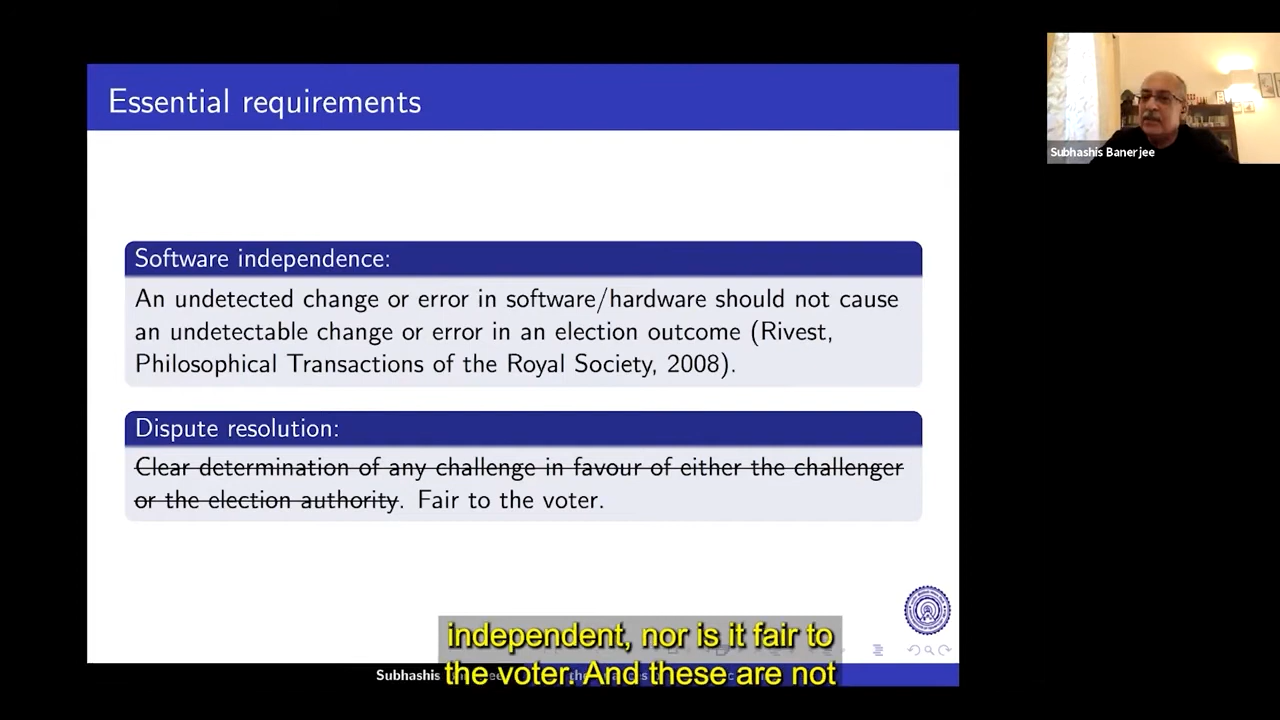 Essential requirements
Subhashis Banerjee
Software independence:
An undetected change or error in software/hardware should not cause
an undetectable change or error in an election outcome (Rivest,
Philosophical Transactions of the Royal Society, 2008).
Dispute resolution:
Clear determination of any challenge in favour of either the challenger
or the election authority. Fair to the voter.
independent, nor is it fair to
the voter. And these are not
Subhashis